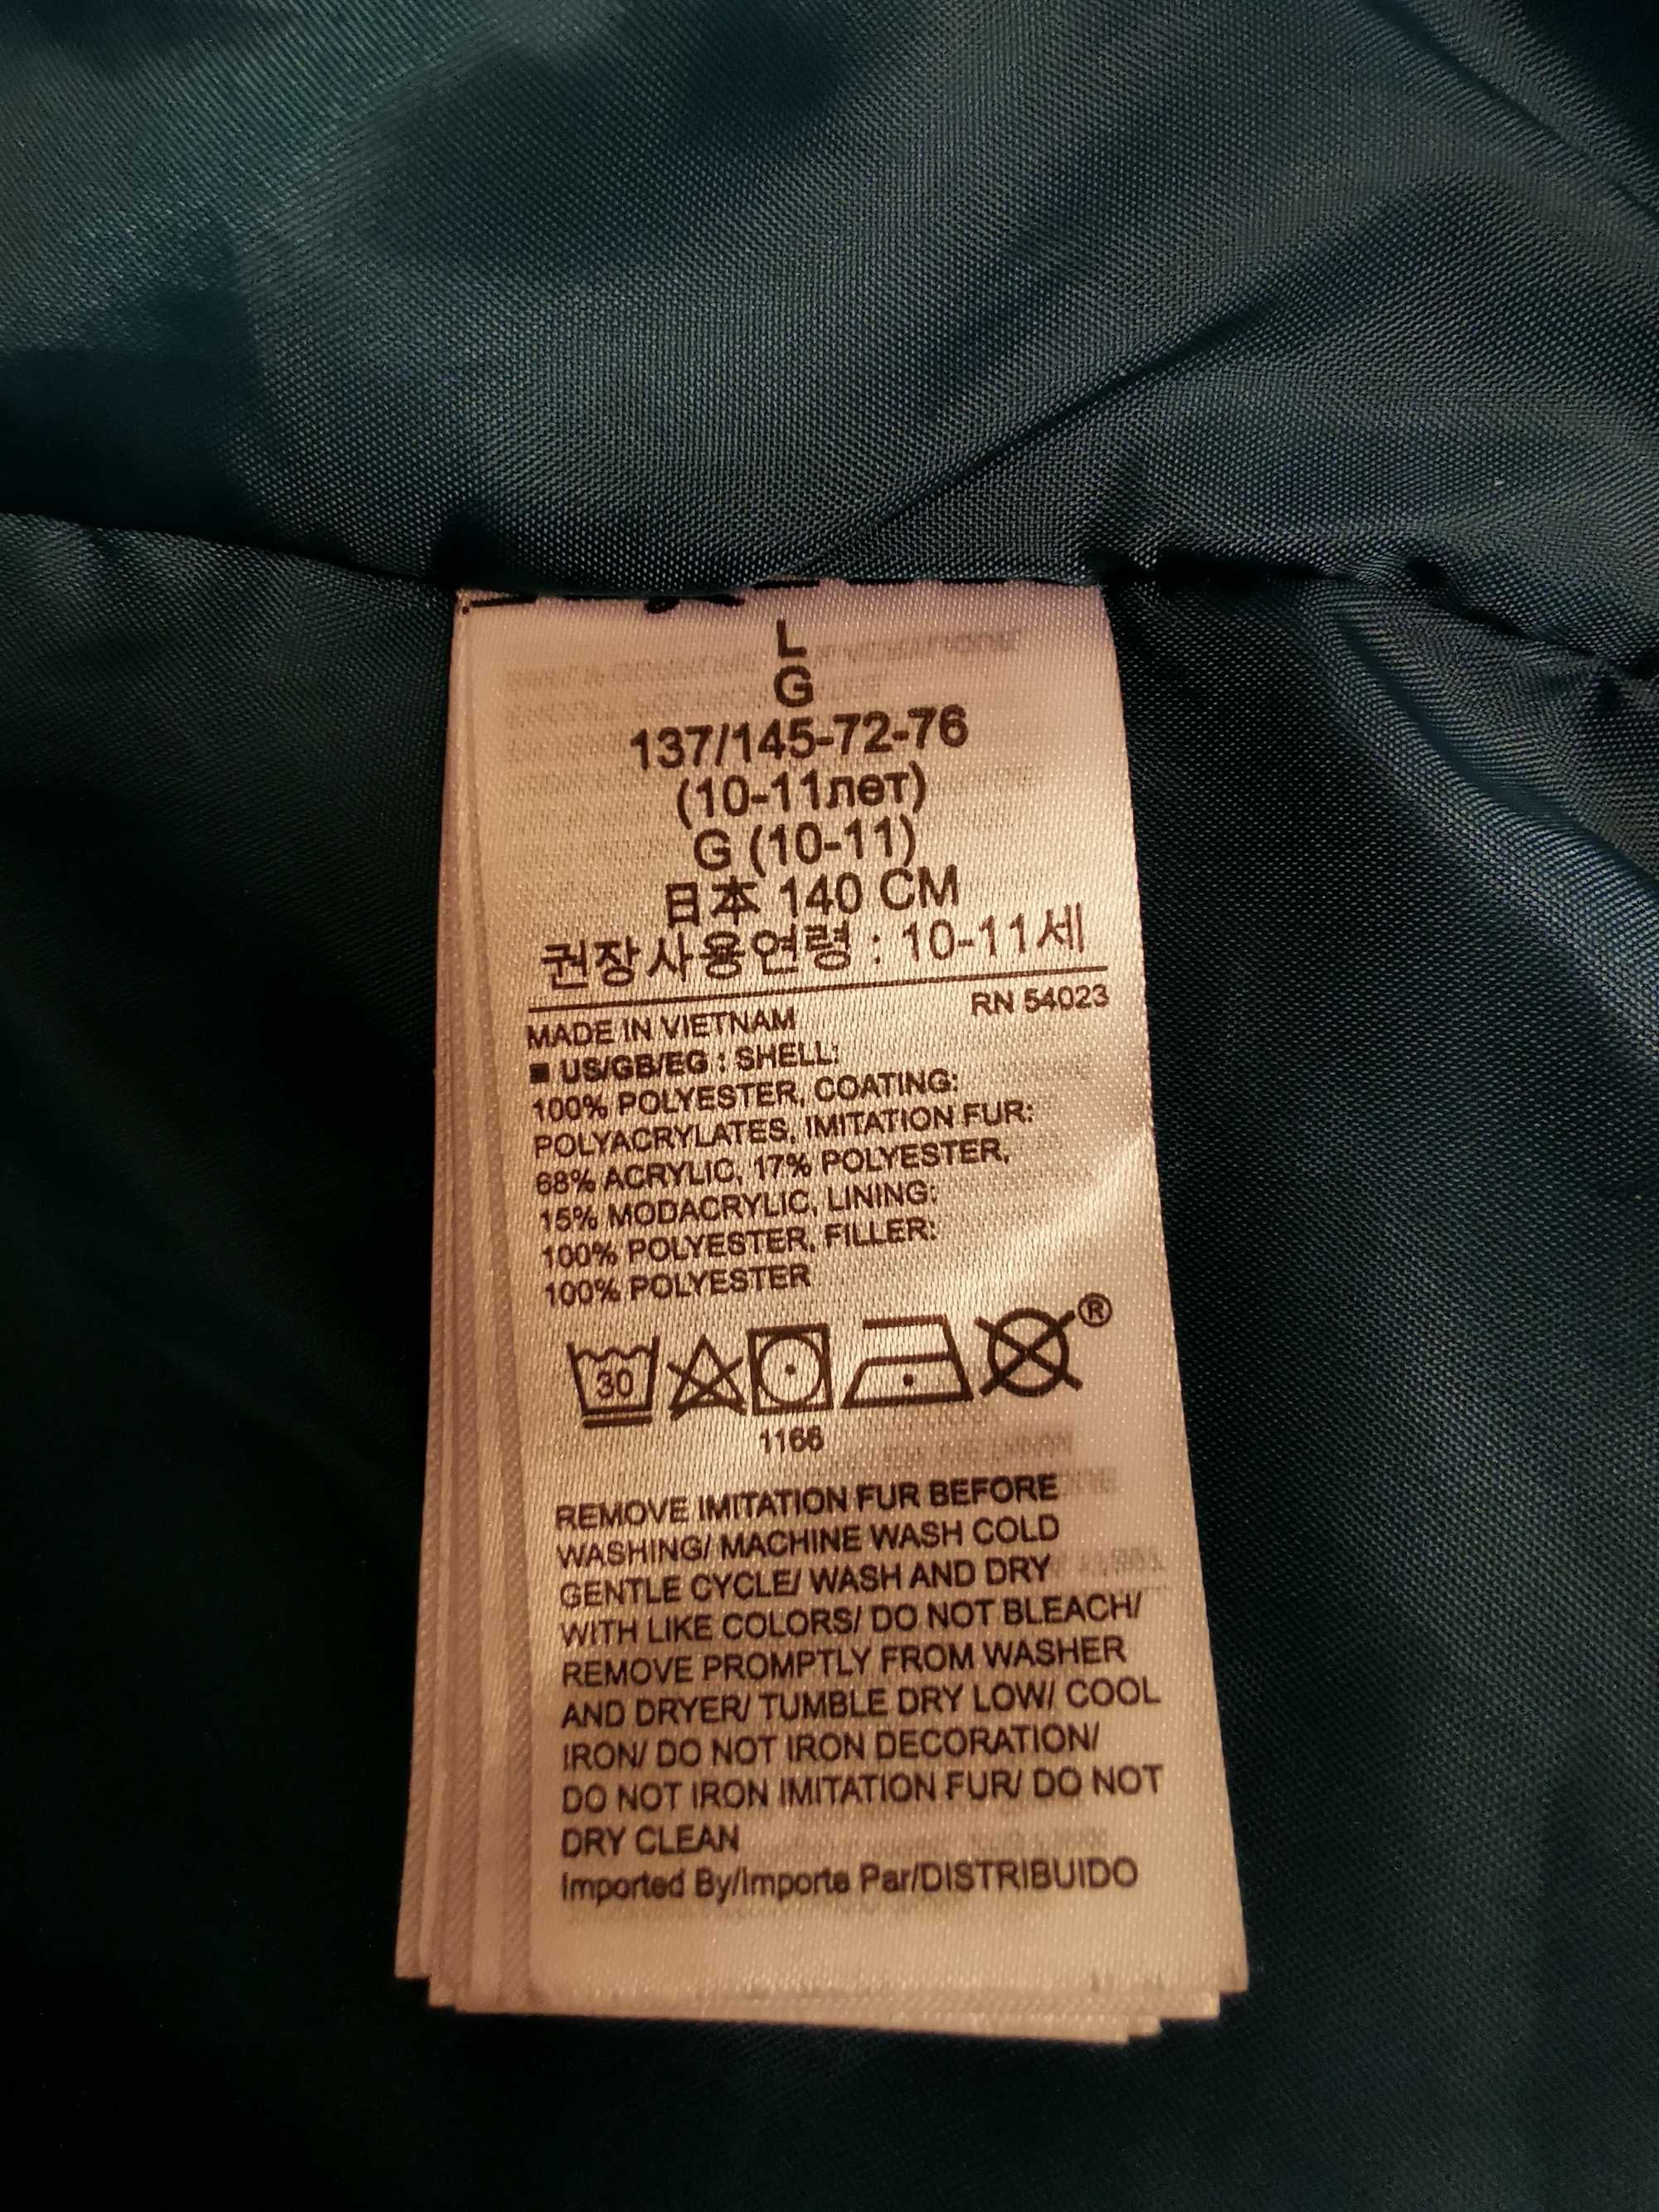 L
G
137/145-72-76
(10-11лет)
G (10-11)
日本 140 CM
권장사용연령 : 10-11세
RN 54023
MADE IN VIETNAM
■ US/GB/EG : SHELL:
100% POLYESTER, COATING:
POLYACRYLATES, IMITATION FUR:
68% ACRYLIC, 17% POLYESTER,
15% MODACRYLIC, LINING:
100% POLYESTER, FILLER:
100% POLYESTER
30
®
1166
REMOVE IMITATION FUR BEFORE
WASHING/ MACHINE WASH COLD
GENTLE CYCLE/ WASH AND DRY
WITH LIKE COLORS/ DO NOT BLEACH/
REMOVE PROMPTLY FROM WASHER
AND DRYER/ TUMBLE DRY LOW/ COOL
IRON/ DO NOT IRON DECORATION/
DO NOT IRON IMITATION FUR/ DO NOT
DRY CLEAN
Imported By/Importe Par/DISTRIBUIDO